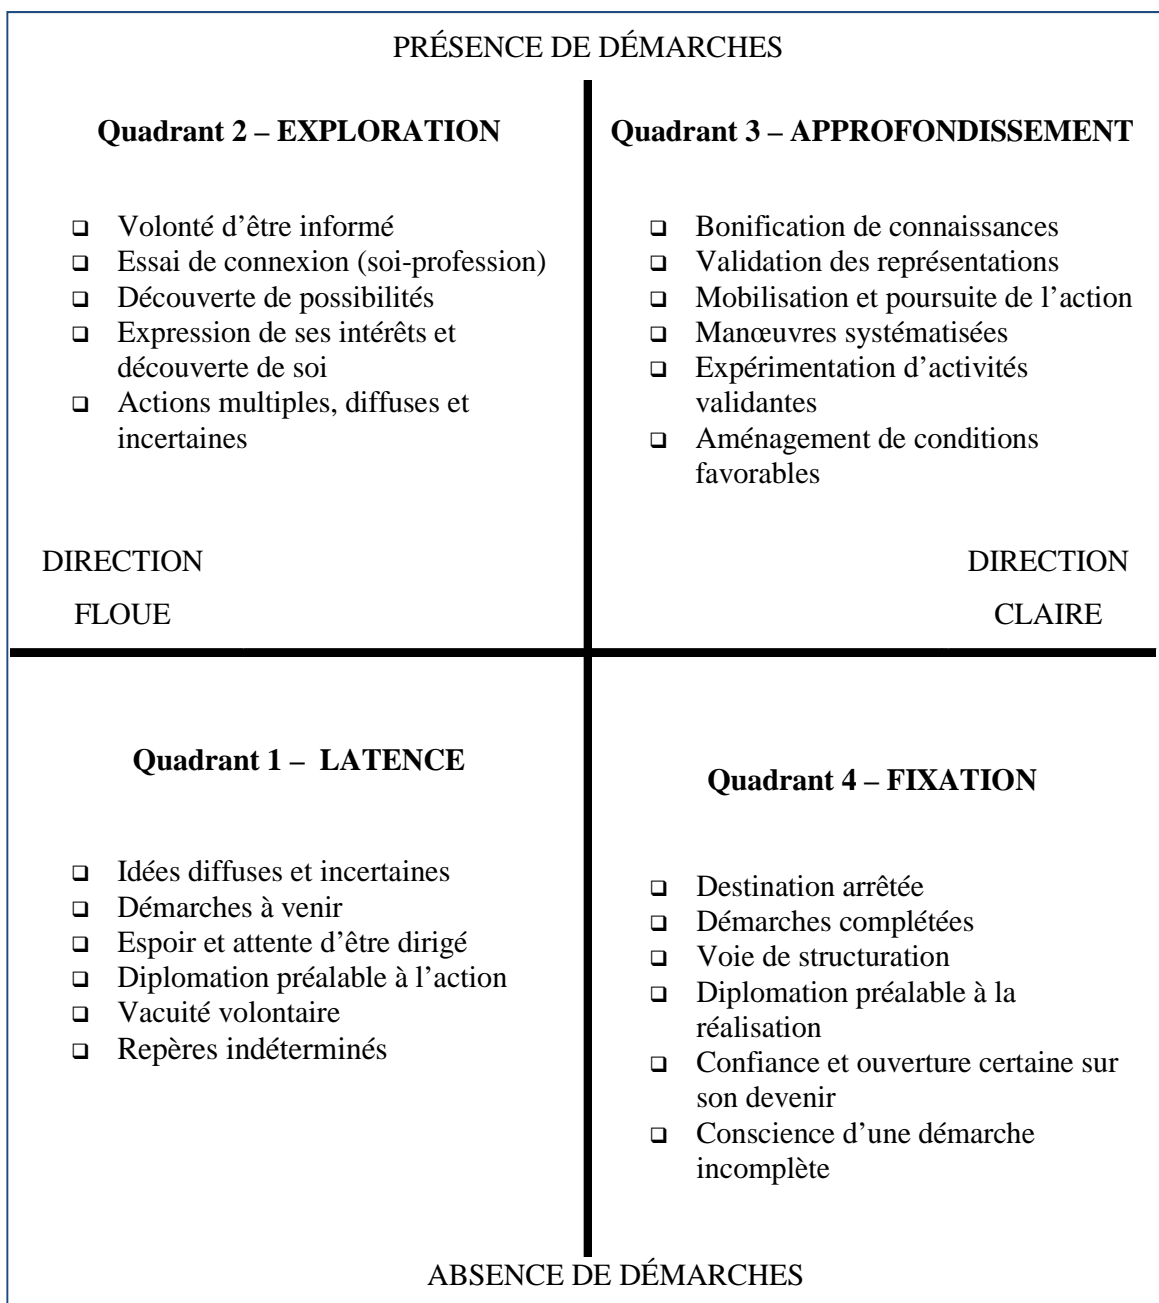 PRÉSENCE DE DÉMARCHES
Quadrant 2 – EXPLORATION
❑ Volonté d’être informé
❑ Essai de connexion (soi-profession)
❑ Découverte de possibilités
❑ Expression de ses intérêts et
découverte de soi
❑ Actions multiples, diffuses et
incertaines
Quadrant 3 – APPROFONDISSEMENT
❑ Bonification de connaissances
❑ Validation des représentations
❑ Mobilisation et poursuite de l’action
❑ Manœuvres systématisées
❑ Expérimentation d’activités
validantes
❑ Aménagement de conditions
favorables
DIRECTION
FLOUE
DIRECTION
CLAIRE
Quadrant 1 – LATENCE
❑ Idées diffuses et incertaines
❑ Démarches à venir
❑ Espoir et attente d’être dirigé
❑ Diplomation préalable à l’action
❑ Vacuité volontaire
❑ Repères indéterminés
Quadrant 4 – FIXATION
❑ Destination arrêtée
❑ Démarches complétées
❑ Voie de structuration
❑ Diplomation préalable à la
réalisation
❑ Confiance et ouverture certaine sur
son devenir
❑ Conscience d’une démarche
incomplète
ABSENCE DE DÉMARCHES